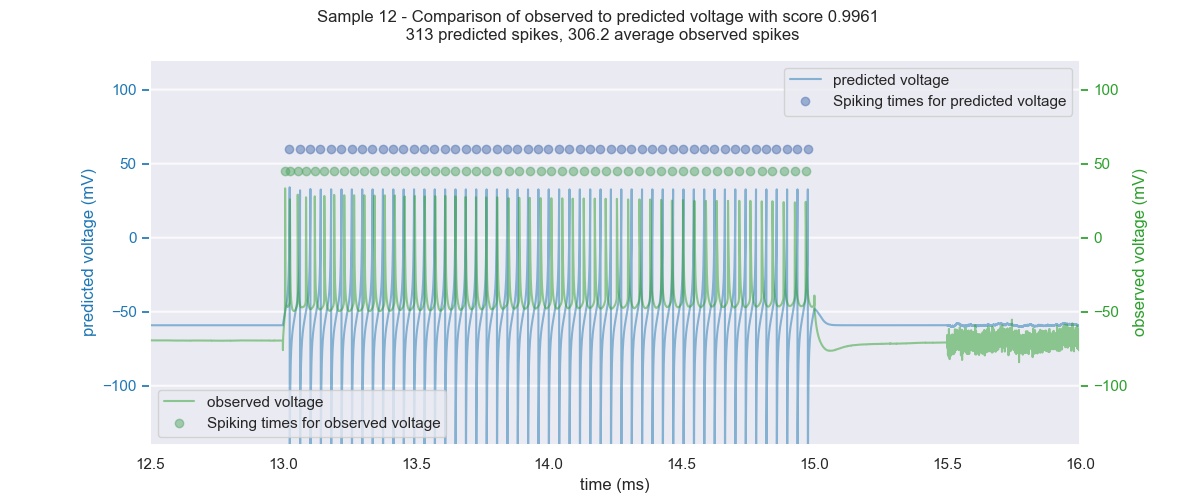 Sample 12 - Comparison of observed to predicted voltage with score 0.9961
313 predicted spikes, 306.2 average observed spikes
predicted voltage
Spiking times for predicted voltage
100
50
0
−50
−100
predicted voltage (mV)
100
50
0
−50
−100
observed voltage (mV)
observed voltage
Spiking times for observed voltage
12.5 13.0 13.5 14.0 14.5 15.0 15.5 16.0
time (ms)